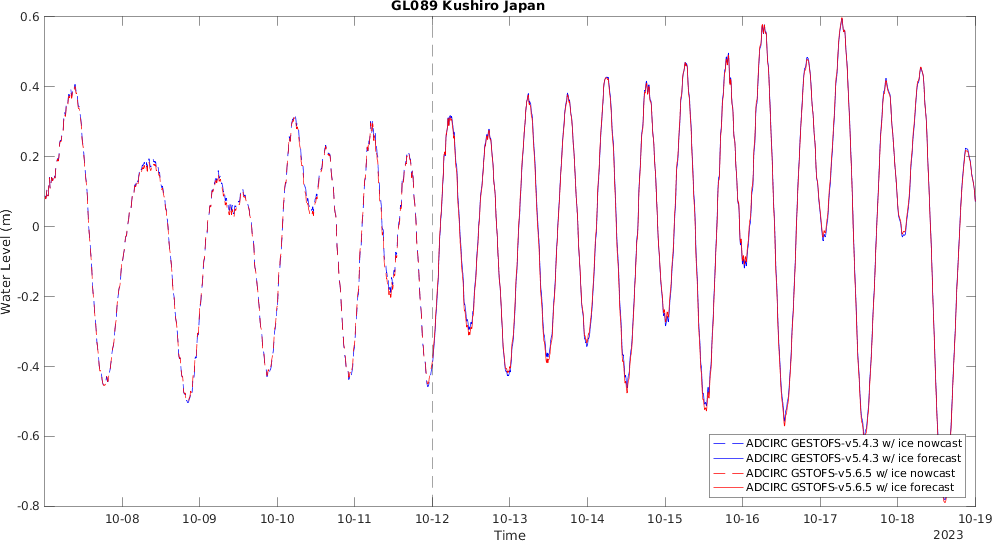 GL089 Kushiro Japan
0.6
0.4
0.2
0
-0.2
-0.4
-0.6
-0.8
Water Level (m)
ADCIRC GESTOFS-v5.4.3 w/ ice nowcast
ADCIRC GESTOFS-v5.4.3 w/ ice forecast
ADCIRC GSTOFS-v5.6.5 w/ ice nowcast
ADCIRC GSTOFS-v5.6.5 w/ ice forecast
10-08 10-09 10-10 10-11 10-12 10-13 10-14 10-15 10-16 10-17 10-18 10-19
Time
2023